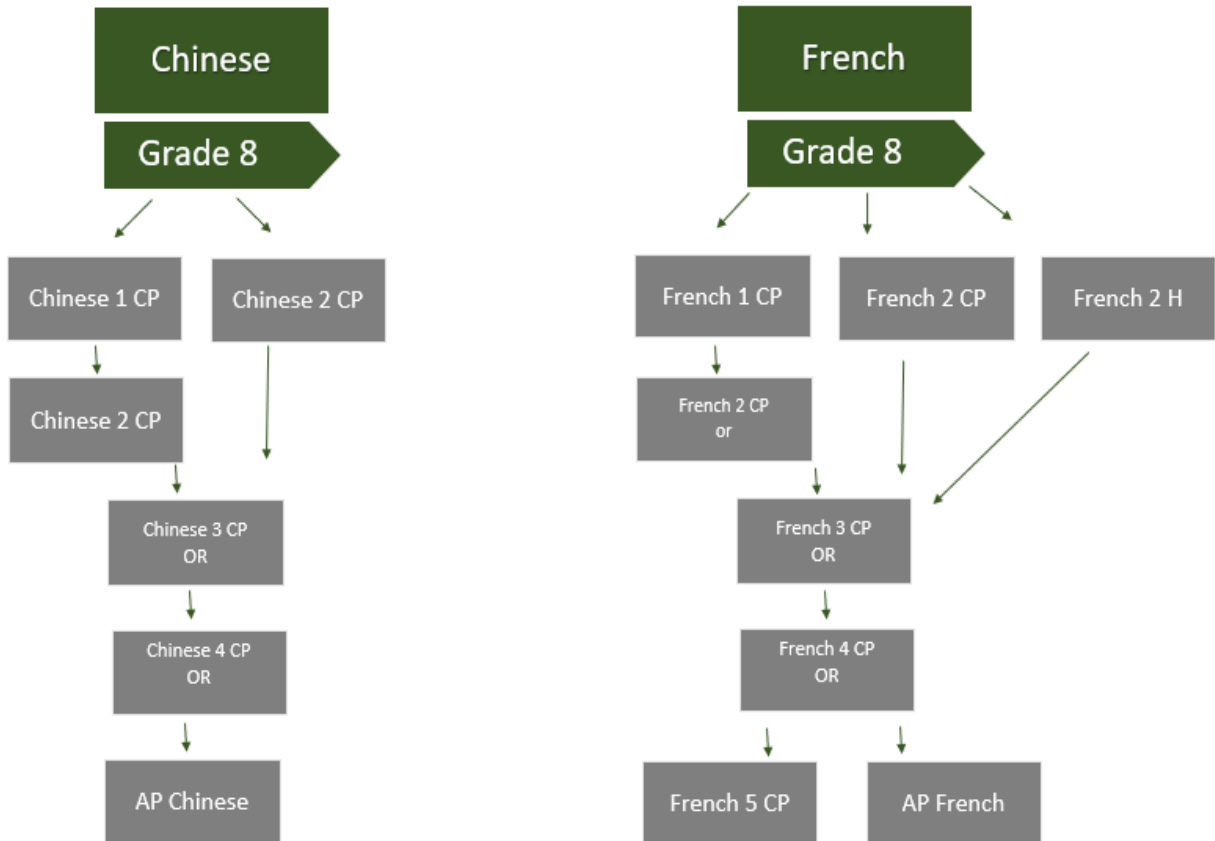 Chinese
Grade 8
Chinese 1 CP
Chinese 2 CP
Chinese 2 CP
Chinese 3 CP
OR
Chinese 4 CP
OR
AP Chinese
French
Grade 8
French 1 CP
French 2 CP
French 2 H
French 2 CP
or
French 3 CP
OR
French 4 CP
OR
French 5 CP
AP French